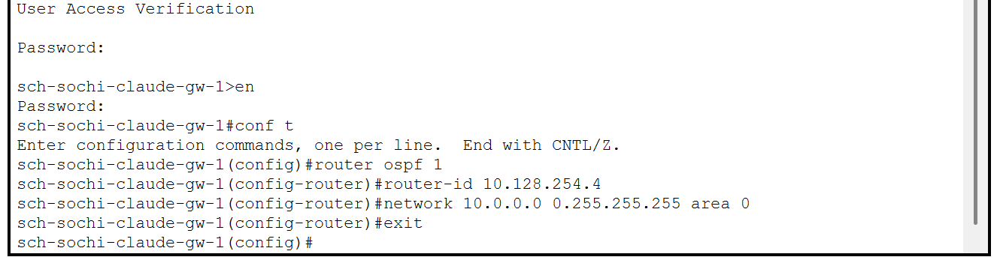 User Access Verification
Password:
sch-sochi-claude-gw-1>en
Password:
sch-sochi-claude-gw-1#conf t
Enter configuration commands, one per line.  End with CNTL/Z.
sch-sochi-claude-gw-1(config)#router ospf 1
sch-sochi-claude-gw-1(config-router)#router-id 10.128.254.4
sch-sochi-claude-gw-1(config-router)#network 10.0.0.0 0.255.255.255 area 0
sch-sochi-claude-gw-1(config-router)#exit
sch-sochi-claude-gw-1(config)#